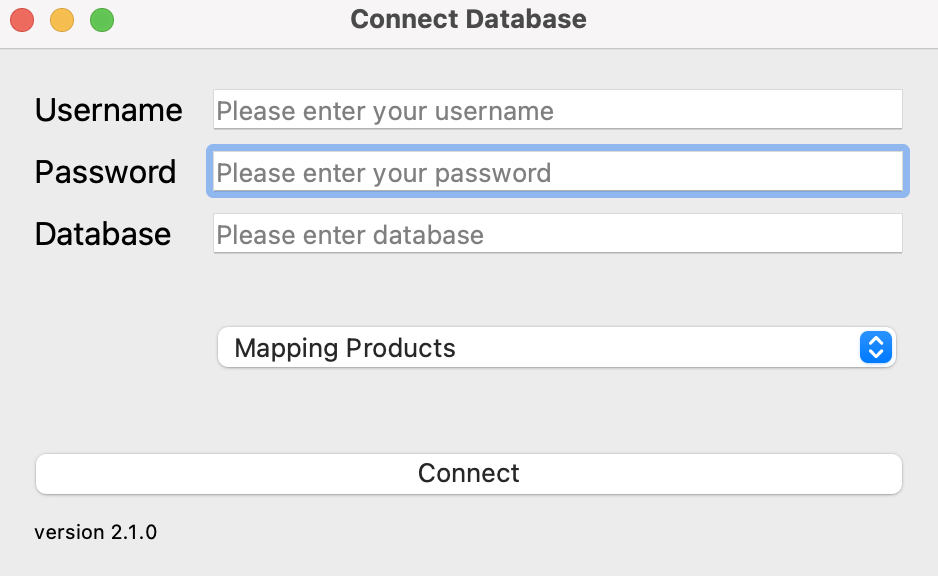 Connect Database
Username Please enter your username
Password Please enter your password
Database Please enter database
Mapping Products
Connect
version 2.1.0